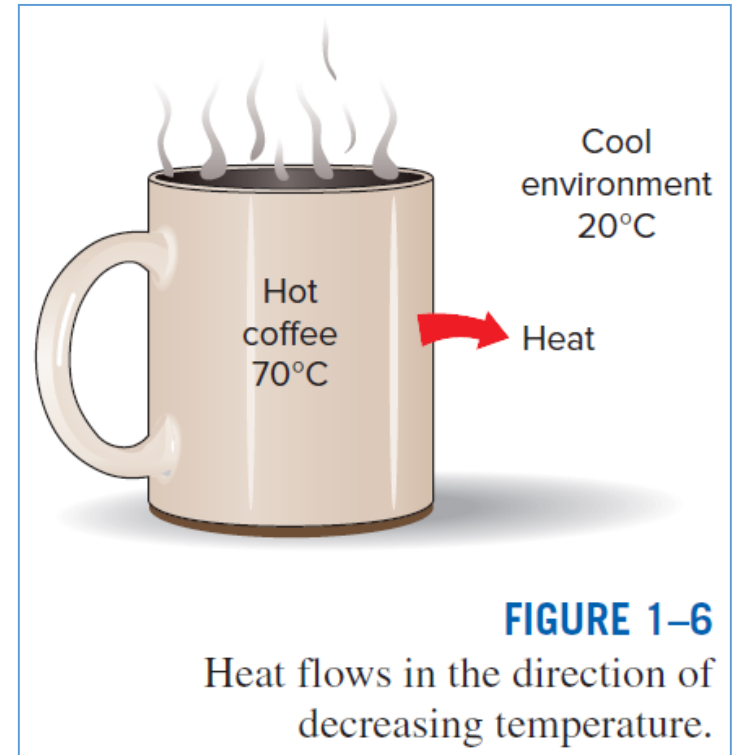 Cool
environment
20°C
Hot
coffee
70°C
Heat
FIGURE 1–6
Heat flows in the direction of
decreasing temperature.